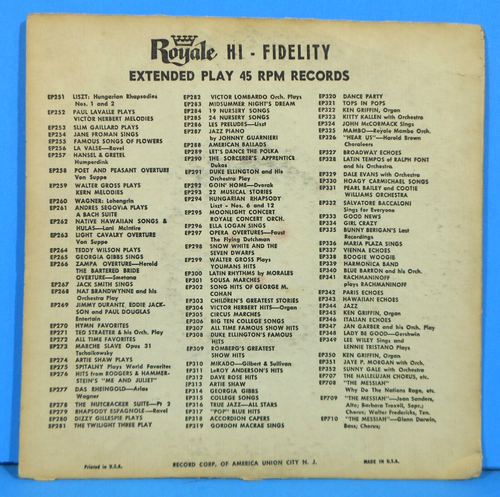 Royale HI - FIDELITY
EXTENDED PLAY 45 RPM RECORDS
EP251 LISZT: Hungarian Rhapsodies
Nos. 1 and 2
EP252 PAUL LAVALLE PLAYS
VICTOR HERBERT MELODIES
EP253 SLIM GAILLARD PLAYS
EP254 JANE FROMAN SINGS
EP255 FAMOUS SONGS OF FLOWERS
EP256 LA VALSE—Ravel
EP257 HANSEL & GRETEL
Humperdink
EP258 POET AND PEASANT OVERTURE
Von Suppe
EP259 WALTER GROSS PLAYS
KERN MELODIES
EP260 WAGNER: Lohengrin
EP261 ANDRES SEGOVIA PLAYS
A BACH SUITE
EP262 NATIVE HAWAIIAN SONGS &
HULAS—Lani McIntire
EP263 LIGHT CAVALRY OVERTURE
Von Suppe
EP264 TEDDY WILSON PLAYS
EP265 GEORGIA GIBBS SINGS
EP266 ZAMPA OVERTURE—Herold
THE BARTERED BRIDE
OVERTURE—Smetana
EP267 JACK SMITH SINGS
EP268 NAT BRANDWYNNE and his
Orchestra Play
EP269 JIMMY DURANTE, EDDIE JACK-
SON and PAUL DOUGLAS
Entertain
EP270 HYMN FAVORITES
EP271 TED STRAETER & his Orch. Play
EP272 ALL TIME FAVORITES
EP273 MARCHE SLAVE Opus 31
Tschaikowsky
EP274 ARTIE SHAW PLAYS
EP275 SPITALNY Plays World Favorites
EP276 HITS from RODGERS & HAMMER-
STEIN'S "ME AND JULIET"
EP277 DAS RHEINGOLD—Arias
Wagner
EP278 THE NUTCRACKER SUITE—Pt 2
EP279 RHAPSODY ESPAGNOLE—Ravel
EP280 DIZZY GILLESPIE PLAYS
EP281 THE TWILIGHT THREE PLAY
EP282 VICTOR LOMBARDO Orch. Plays
EP283 MIDSUMMER NIGHT'S DREAM
EP284 19 NURSERY SONGS
EP285 24 NURSERY SONGS
EP286 LES PRELUDES—Liszt
EP287 JAZZ PIANO
by JOHNNY GUARNIERI
EP288 AMERICAN BALLADS
EP289 LET'S DANCE THE POLKA
EP290 THE SORCERER'S APPRENTICE
Dukas
EP291 DUKE ELLINGTON and His
Orchestra Play
EP292 GOIN' HOME—Dvorak
EP293 22 MUSICAL STORIES
EP294 HUNGARIAN RHAPSODY
Liszt - Nos. 6 and 12
EP295 MOONLIGHT CONCERT
ROYALE CONCERT ORCH.
EP296 ELLA LOGAN SINGS
EP297 OPERA OVERTURES—Faust
The Flying Dutchman
EP298 SNOW WHITE AND THE
SEVEN DWARFS
EP299 WALTER GROSS Plays
YOUMANS HITS
EP300 LATIN RHYTHMS by MORALES
EP301 SOUSA MARCHES
EP302 SONG HITS OF GEORGE M.
COHAN
EP303 CHILDREN'S GREATEST STORIES
EP304 VICTOR HERBERT HITS—Organ
EP305 CIRCUS MARCHES
EP306 BIG TEN COLLEGE SONGS
EP307 ALL TIME FAMOUS SHOW HITS
EP308 DUKE ELLINGTON'S FAMOUS
HITS
EP309 ROMBERG'S GREATEST
SHOW HITS
EP310 MIKADO—Gilbert & Sullivan
EP311 LeROY ANDERSON'S HITS
EP312 DAVE ROSE HITS
EP313 ARTIE SHAW
EP314 GEORGIA GIBBS
EP315 COLLEGE SONGS
EP316 TRUE JAZZ—ALL STARS
EP317 "POP" BLUE HITS
EP318 ACCORDION CAPERS
EP319 GORDON MACRAE SINGS
EP320 DANCE PARTY
EP321 TOPS IN POPS
EP322 KEN GRIFFIN, Organ
EP323 KITTY KALLEN with Orchestra
EP324 JOHN McCORMACK Sings
EP325 MAMBO—Royale Mambo Orch.
EP326 "HEAR US"—Harold Brown
Choraleers
EP327 BROADWAY ECHOES
EP328 LATIN TEMPOS of RALPH FONT
and his Orchestra
EP329 DALE EVANS with Orchestra
EP330 HOAGY CARMICHAEL SONGS
EP331 PEARL BAILEY and COOTIE
WILLIAMS ORCHESTRA
EP332 SALVATORE BACCALONI
Sings for Everyone
EP333 GOOD NEWS
EP334 GIRL CRAZY
EP335 BUNNY BERIGAN'S Last
Recordings
EP336 MARIA PLAZA SINGS
EP337 VIENNA ECHOES
EP338 BOOGIE WOOGIE
EP339 HARMONICA BAND
EP340 BLUE BARRON and his Orch.
EP341 RACHMANINOFF
plays RACHMANINOFF
EP342 PARIS ECHOES
EP343 HAWAIIAN ECHOES
EP344 JAZZ
EP345 KEN GRIFFIN, Organ
EP346 ITALIAN ECHOES
EP347 JAN GARBER and his Orch. Play
EP348 LADY BE GOOD—Gershwin
EP349 LEE WILEY Sings and
LENNIE TRISTANO Plays
EP350 KEN GRIFFIN, Organ
EP351 JAYE P. MORGAN with Orch.
EP352 SUNNY GALE with Orchestra
EP707 THE HALLELUJAH CHORUS, etc.
EP708 "THE MESSIAH"
Why Do The Nations Rage, etc.
EP709 "THE MESSIAH"—Joan Sanders,
Alto; Barbara Troxell, Sopr.;
Chorus; Walter Fredericks, Ten.
EP710 "THE MESSIAH"—Glenn Darwin,
Bass; Chorus;
Printed in U.S.A.
RECORD CORP. OF AMERICA UNION CITY N. J.
MADE IN U.S.A.